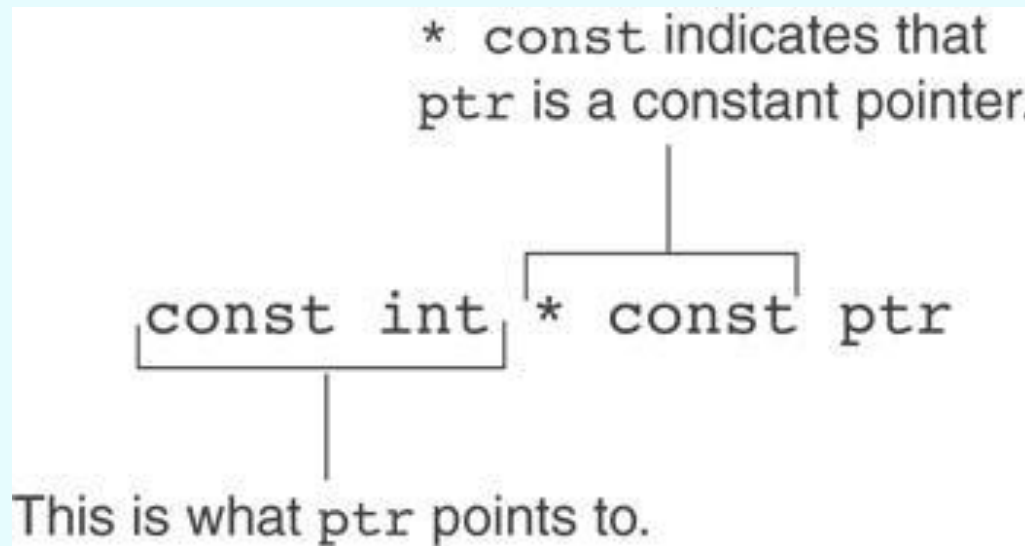 * const indicates that
ptr is a constant pointer.
const int * const ptr
This is what ptr points to.